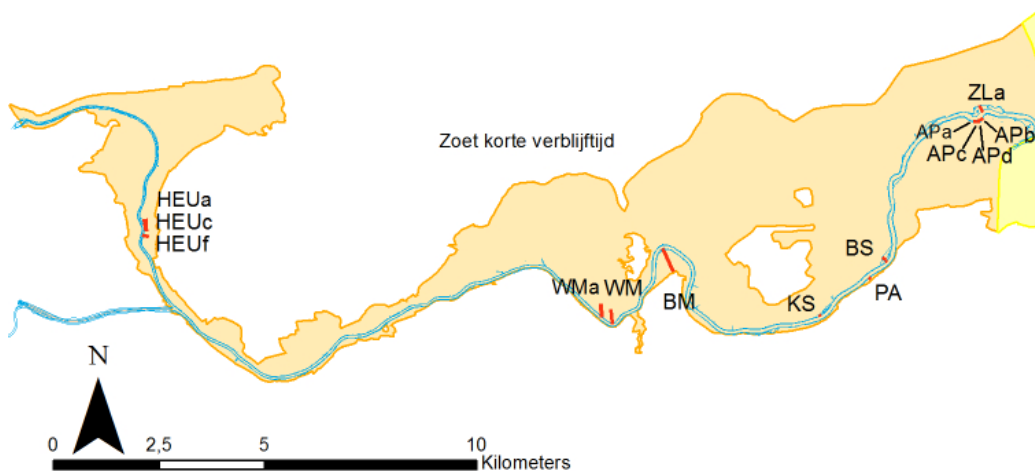 ZLa
APa
APb
APc
APd
Zoet korte verblijftijd
HEUa
HEUc
HEUf
BS
WMa
WM
BM
KS
PA
N
0
2,5
5
10
Kilometers